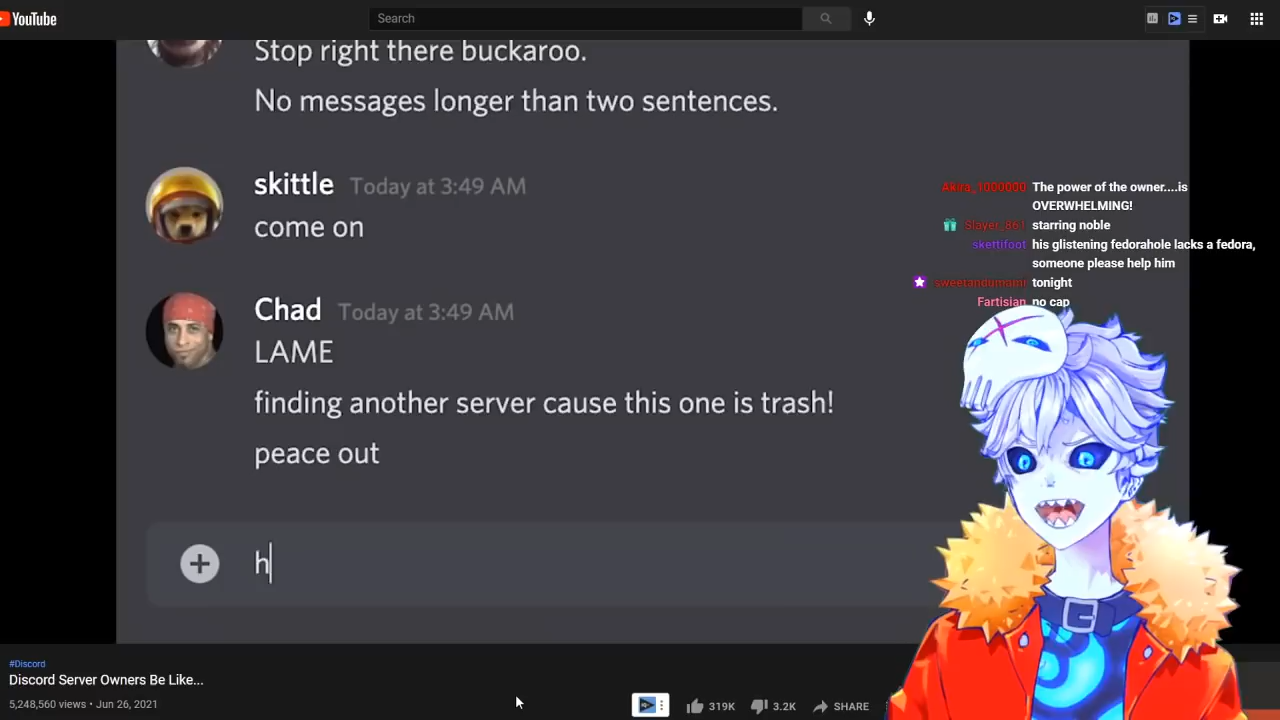 YouTube
Search
Stop right there buckaroo.
No messages longer than two sentences.
skittle Today at 3:49 AM
come on
Chad Today at 3:49 AM
LAME
finding another server cause this one is trash!
peace out
h
Akira_1000000 The power of the owner....is
OVERWHELMING!
Slayer_861 starring noble
skettifoot his glistening fedorahole lacks a fedora,
someone please help him
sweetandumami tonight
Fartisian no cap
#Discord
Discord Server Owners Be Like...
5,248,560 views • Jun 26, 2021
319K
3.2K
SHARE